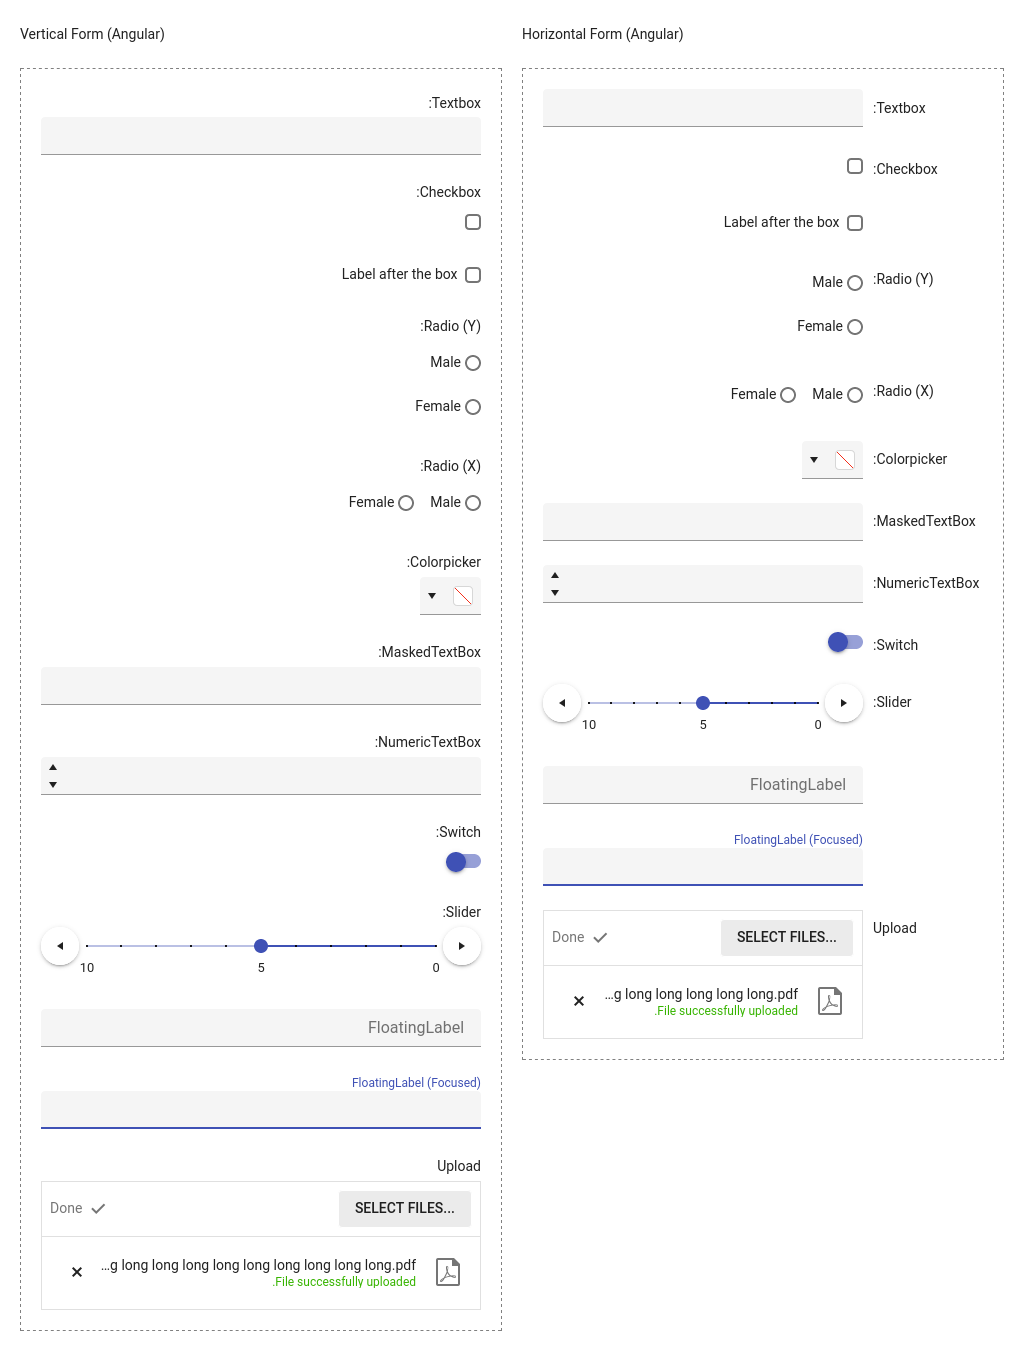 Vertical Form (Angular)
:Textbox
:Checkbox
Label after the box
:Radio (Y)
Male
Female
:Radio (X)
Female Male
:Colorpicker
:MaskedTextBox
:NumericTextBox
:Switch
:Slider
10 5 0
FloatingLabel
FloatingLabel (Focused)
Upload
Done SELECT FILES...
...g long long long long long long long long long.pdf
.File successfully uploaded
Horizontal Form (Angular)
:Textbox
:Checkbox
Label after the box
Male :Radio (Y)
Female
Female Male :Radio (X)
:Colorpicker
:MaskedTextBox
:NumericTextBox
:Switch
:Slider
10 5 0
FloatingLabel
FloatingLabel (Focused)
Upload
Done SELECT FILES...
...g long long long long long.pdf
.File successfully uploaded